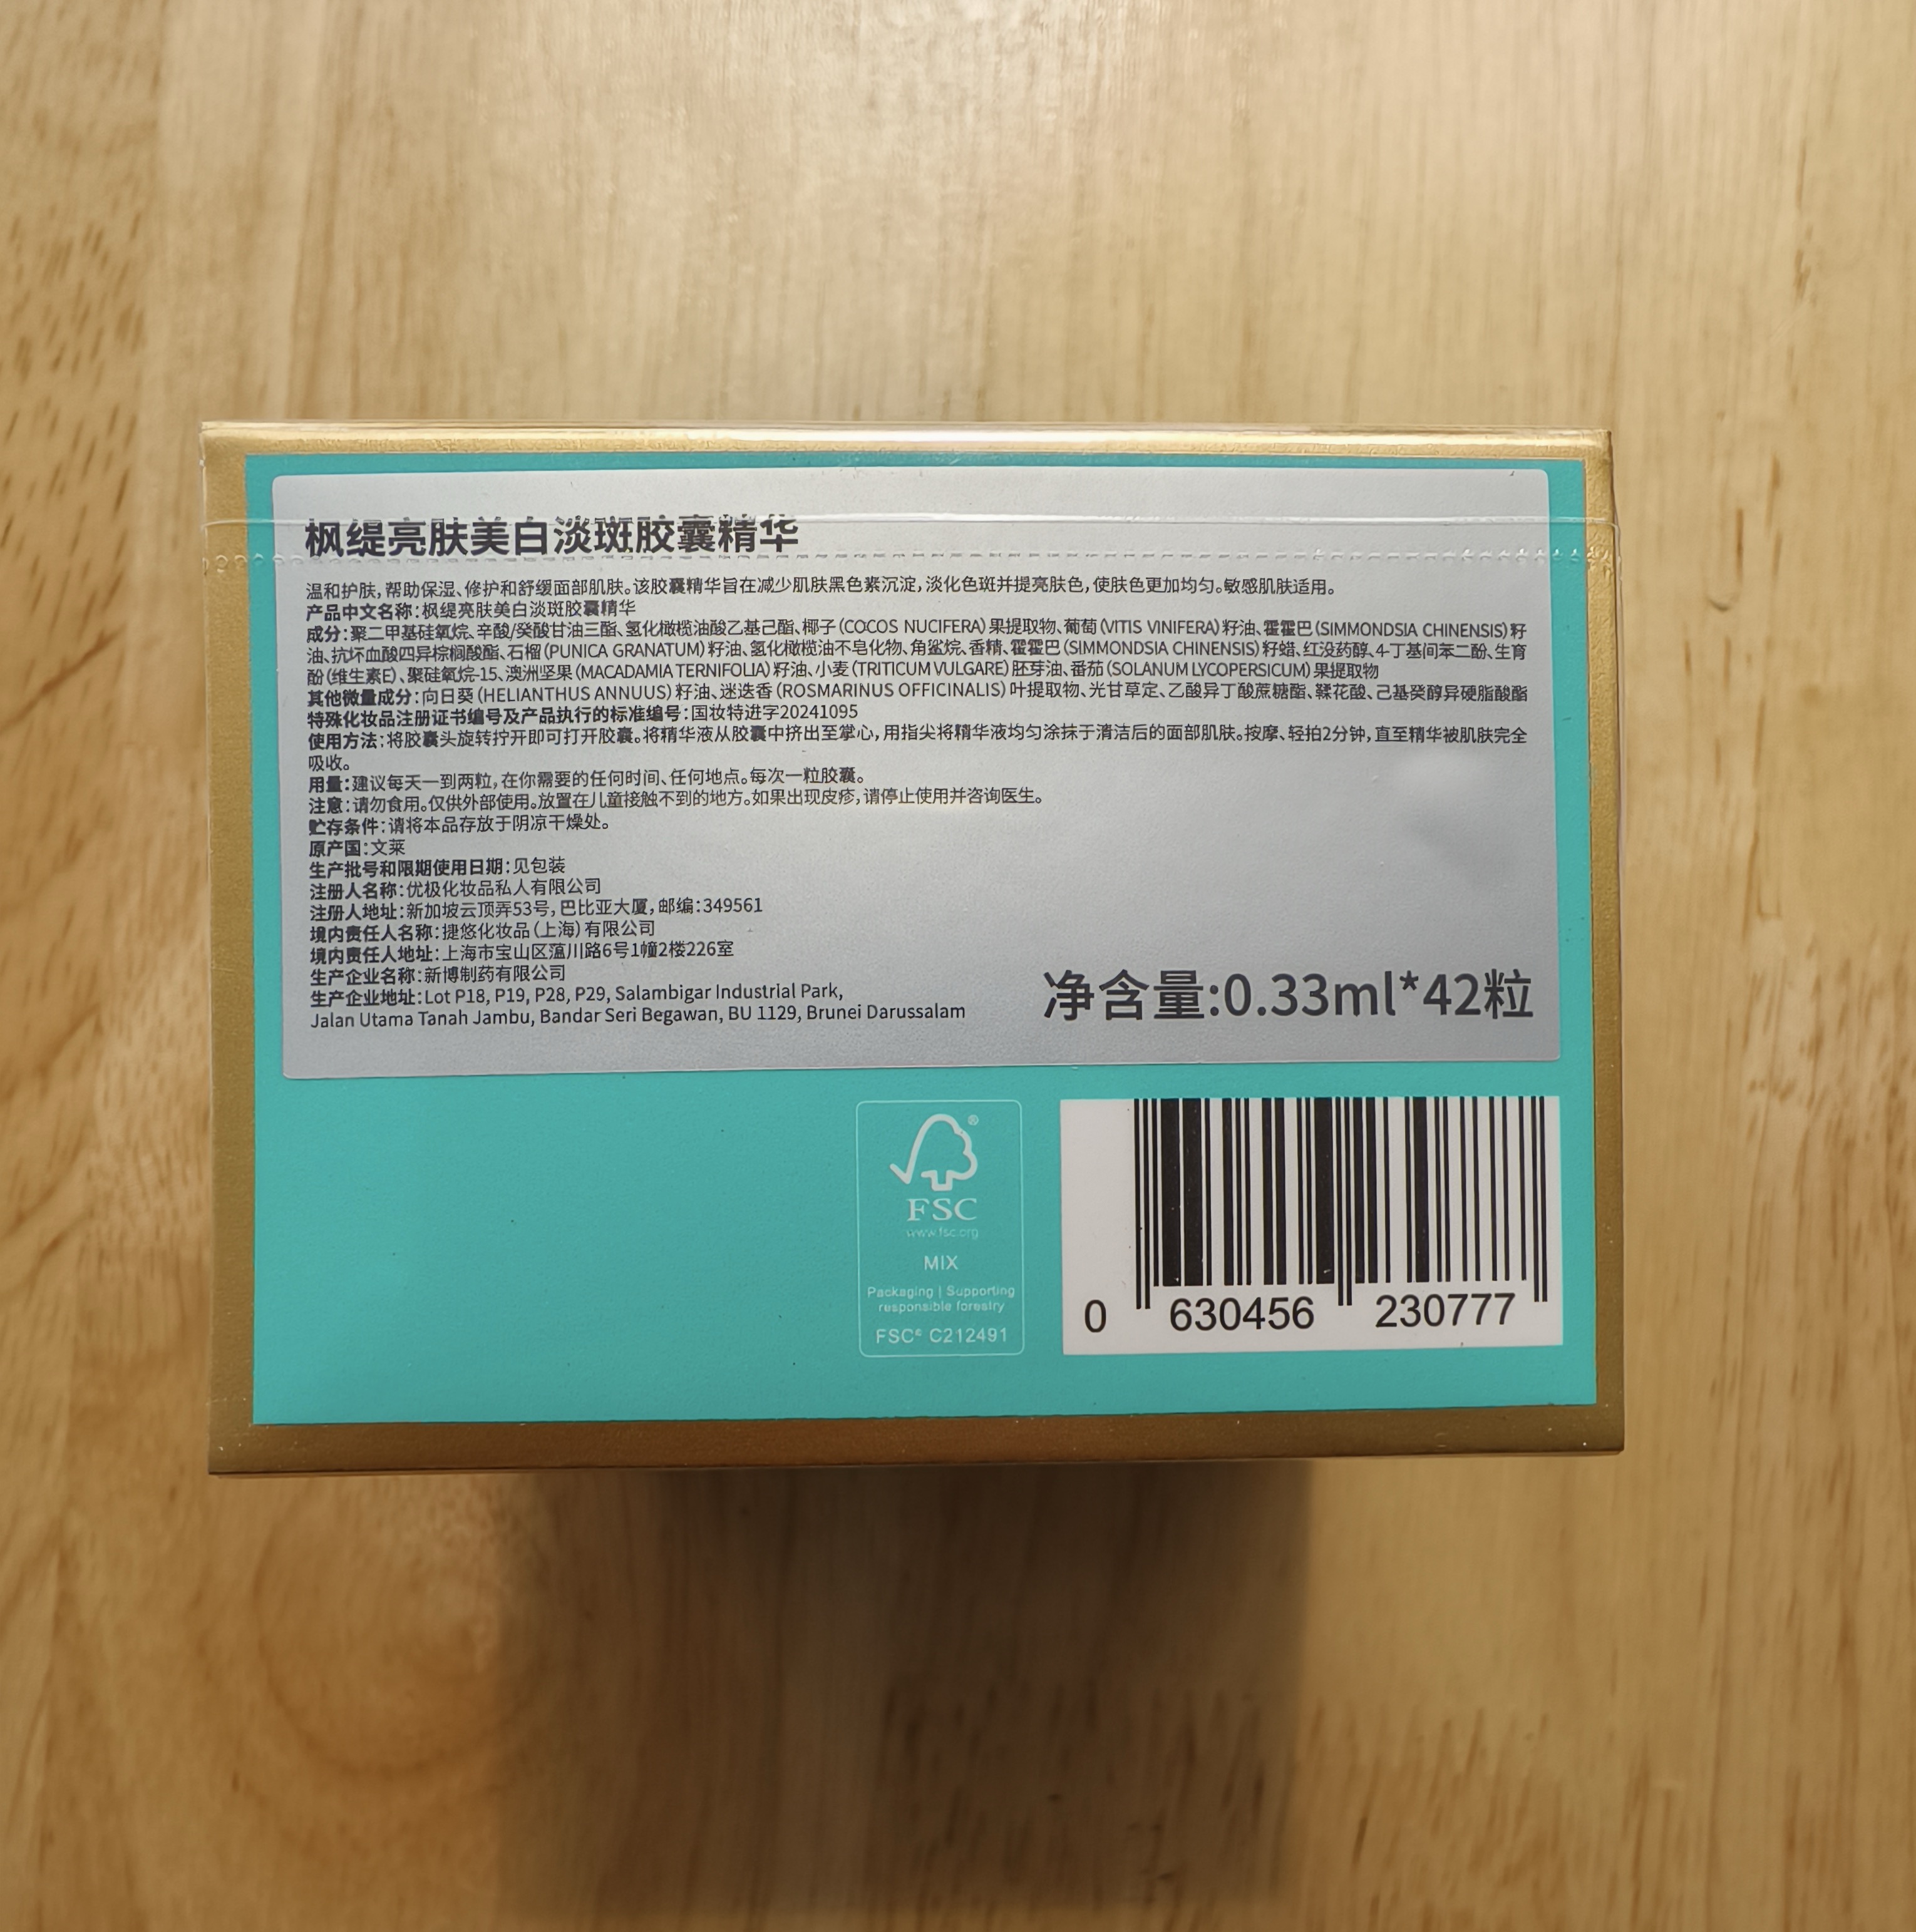 枫缇亮肤美白淡斑胶囊精华
温和护肤,帮助保湿、修护和舒缓面部肌肤。该胶囊精华旨在减少肌肤黑色素沉淀,淡化色斑并提亮肤色,使肤色更加均匀。敏感肌肤适用。
产品中文名称:枫缇亮肤美白淡斑胶囊精华
成分:聚二甲基硅氧烷、辛酸/癸酸甘油三酯、氢化橄榄油酸乙基己酯、椰子(COCOS NUCIFERA)果提取物、葡萄(VITIS VINIFERA)籽油、霍霍巴(SIMMONDSIA CHINENSIS)籽
油、抗坏血酸四异棕榈酸酯、石榴(PUNICA GRANATUM)籽油、氢化橄榄油不皂化物、角鲨烷、香精、霍霍巴(SIMMONDSIA CHINENSIS)籽蜡、红没药醇、4-丁基间苯二酚、生育
酚(维生素E)、聚硅氧烷-15、澳洲坚果(MACADAMIA TERNIFOLIA)籽油、小麦(TRITICUM VULGARE)胚芽油、番茄(SOLANUM LYCOPERSICUM)果提取物
其他微量成分:向日葵(HELIANTHUS ANNUUS)籽油、迷迭香(ROSMARINUS OFFICINALIS)叶提取物、光甘草定、乙酸异丁酸蔗糖酯、鞣花酸、己基癸醇异硬脂酸酯
特殊化妆品注册证书编号及产品执行的标准编号:国妆特进字20241095
使用方法:将胶囊头旋转拧开即可打开胶囊。将精华液从胶囊中挤出至掌心,用指尖将精华液均匀涂抹于清洁后的面部肌肤。按摩、轻拍2分钟,直至精华被肌肤完全
吸收。
用量:建议每天一到两粒,在你需要的任何时间、任何地点。每次一粒胶囊。
注意:请勿食用。仅供外部使用。放置在儿童接触不到的地方。如果出现皮疹,请停止使用并咨询医生。
贮存条件:请将本品存放于阴凉干燥处。
原产国:文莱
生产批号和限期使用日期:见包装
注册人名称:优极化妆品私人有限公司
注册人地址:新加坡云顶弄53号,巴比亚大厦,邮编:349561
境内责任人名称:捷悠化妆品(上海)有限公司
境内责任人地址:上海市宝山区蕰川路6号1幢2楼226室
生产企业名称:新博制药有限公司
生产企业地址:Lot P18, P19, P28, P29, Salambigar Industrial Park,
Jalan Utama Tanah Jambu, Bandar Seri Begawan, BU 1129, Brunei Darussalam
净含量:0.33ml*42粒
FSC®
www.fsc.org
MIX
Packaging | Supporting
responsible forestry
FSC® C212491
0 630456 230777